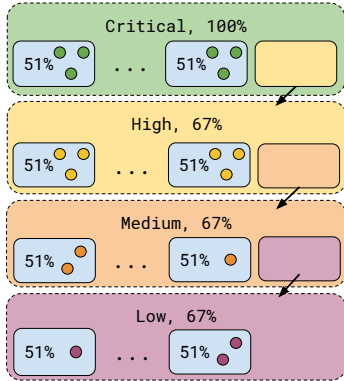 Critical, 100%
51% ... 51%
High, 67%
51% ... 51%
Medium, 67%
51% ... 51%
Low, 67%
51% ... 51%